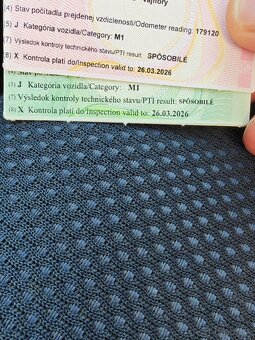 Vajnory
(4) Stav počítadla prejdenej vzdialenosti/Odometer reading: 179120
(5) J Kategória vozidla/Category: M1
(7) Výsledok kontroly technického stavu/PTI result: SPÔSOBILÉ
(8) X Kontrola platí do/Inspection valid to: 26.03.2026
(5) J Kategória vozidla/Category: M1
(7) Výsledok kontroly technického stavu/PTI result: SPÔSOBILÉ
(8) X Kontrola platí do/Inspection valid to: 26.03.2026